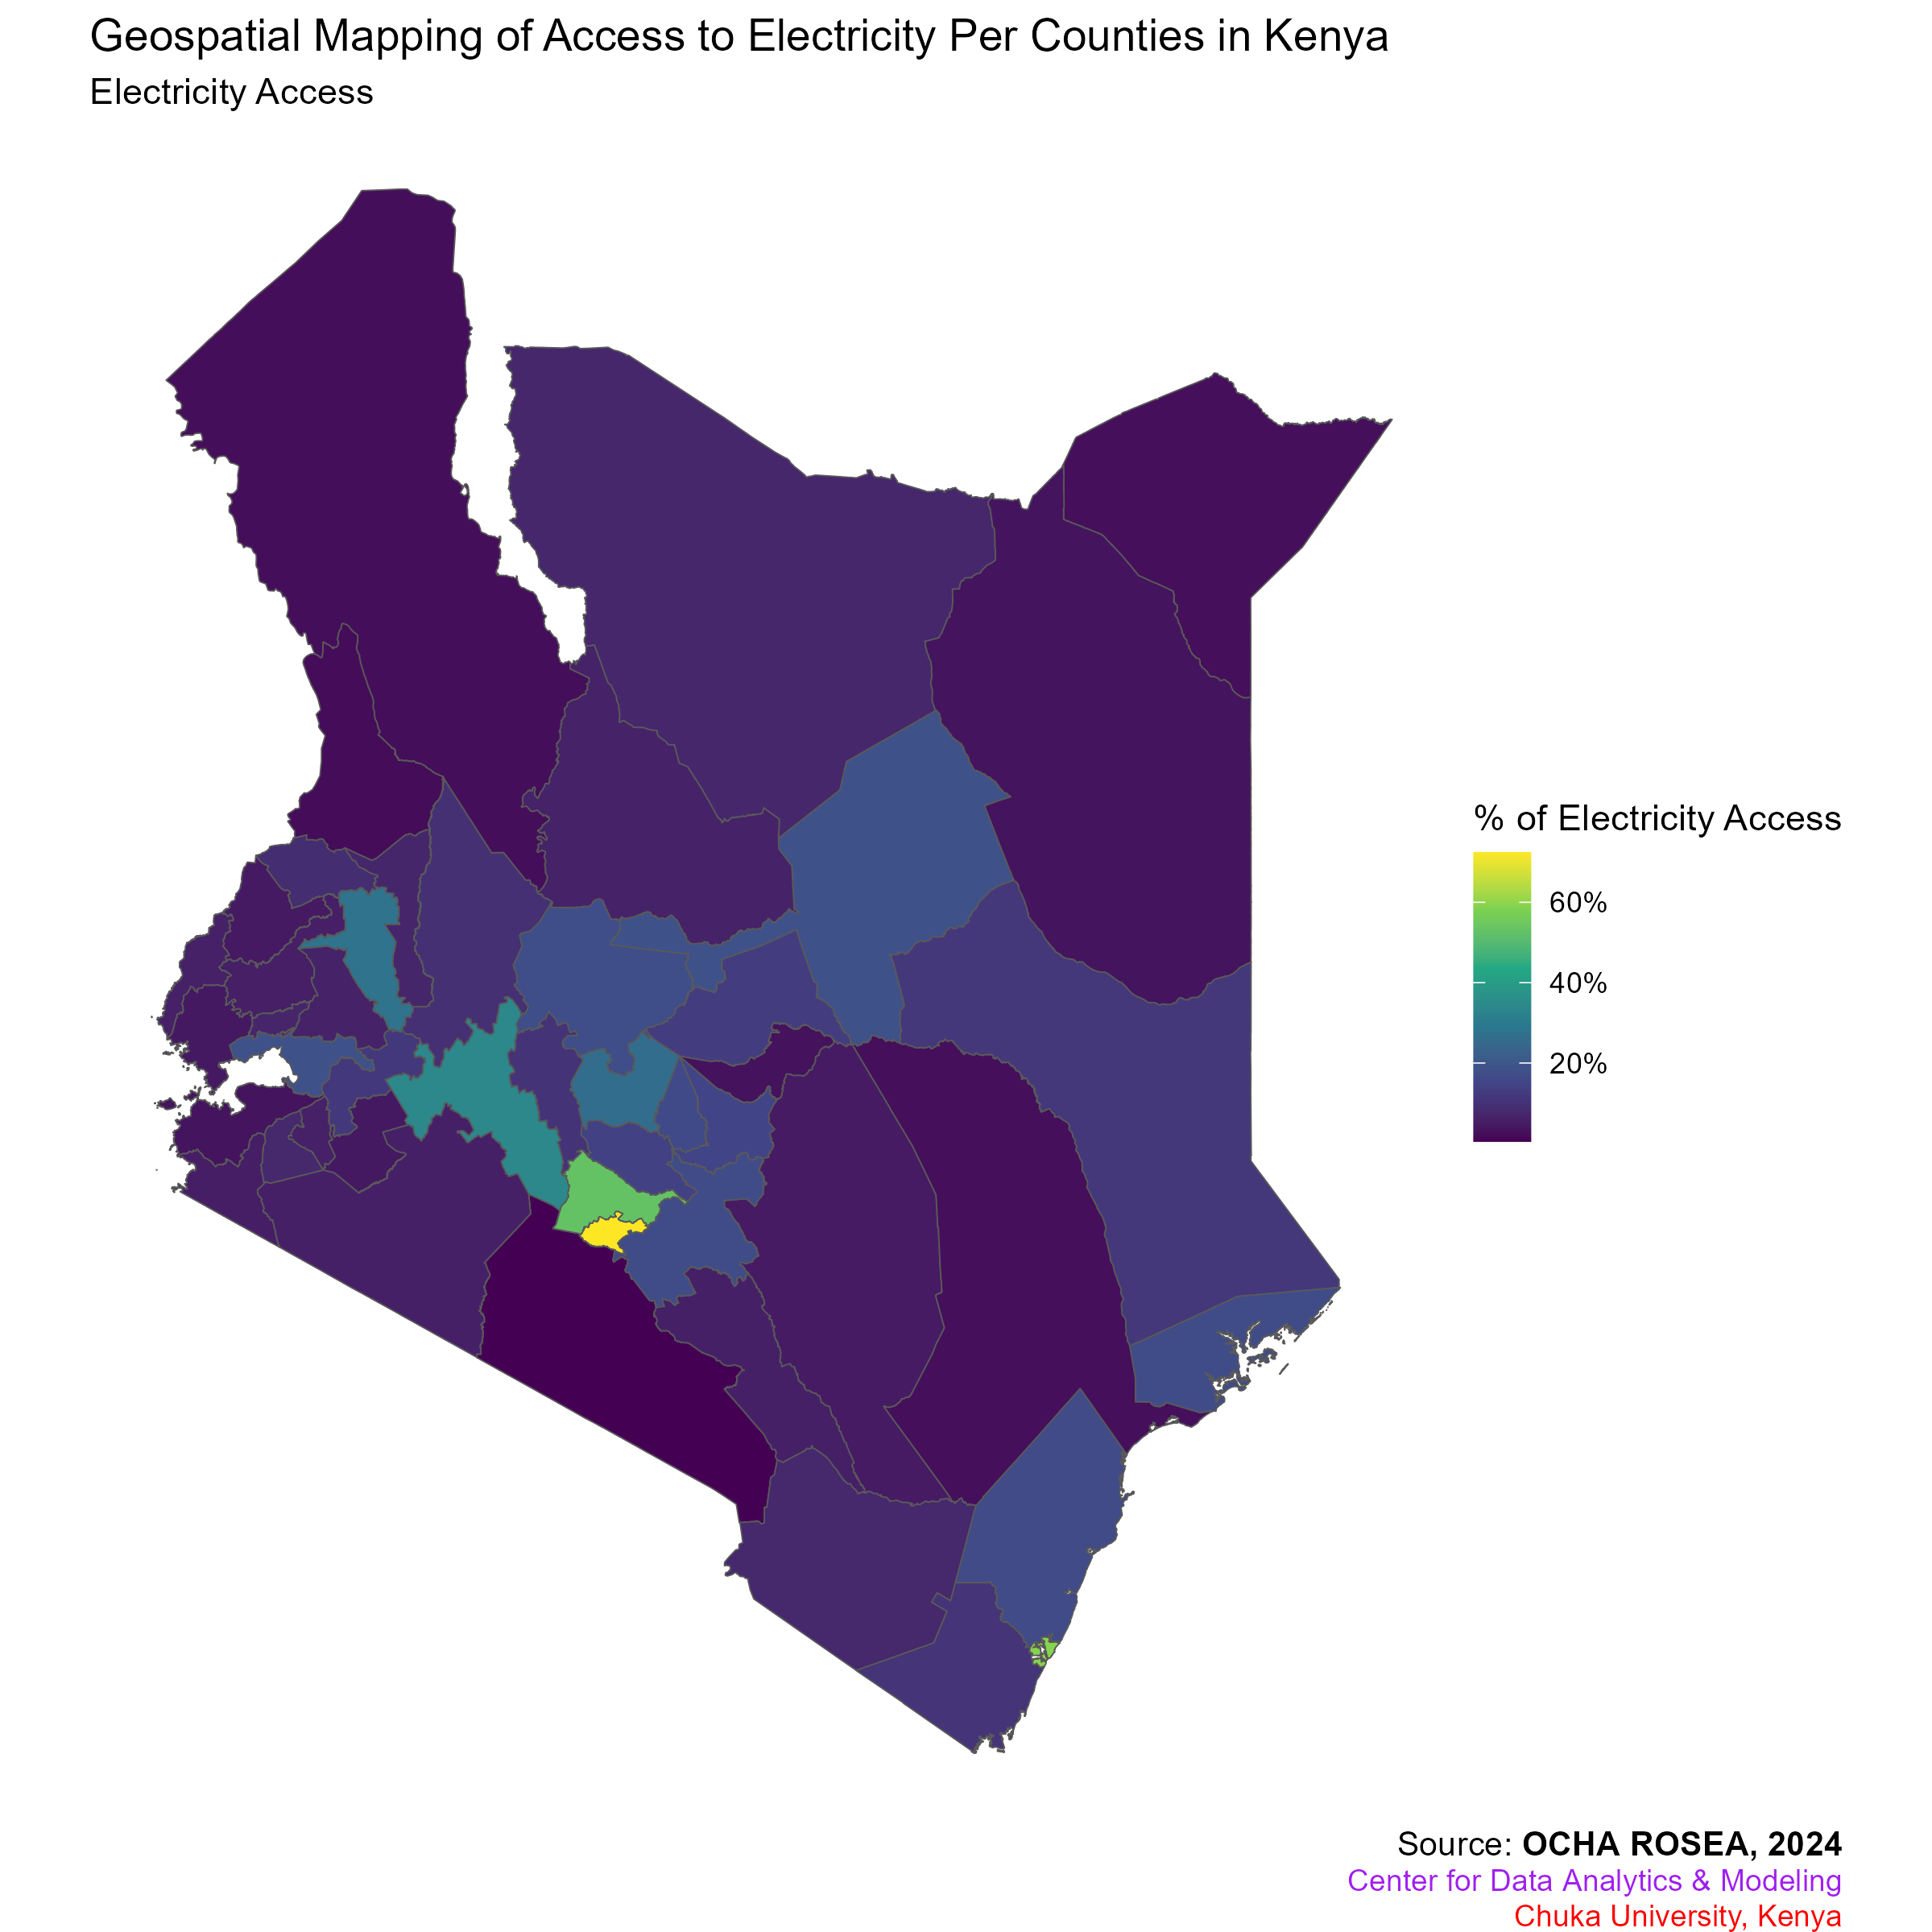 Geospatial Mapping of Access to Electricity Per Counties in Kenya
Electricity Access
% of Electricity Access
60%
40%
20%
Source: OCHA ROSEA, 2024
Center for Data Analytics & Modeling
Chuka University, Kenya